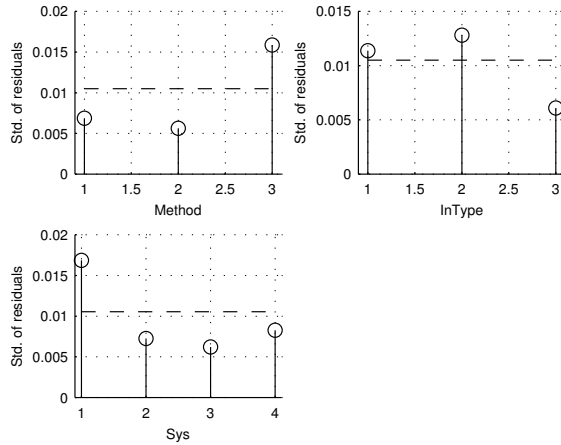 0.02
0.015
0.01
0.005
0
Std. of residuals
1 1.5 2 2.5 3
Method
0.015
0.01
0.005
0
Std. of residuals
1 1.5 2 2.5 3
InType
0.02
0.015
0.01
0.005
0
Std. of residuals
1 2 3 4
Sys